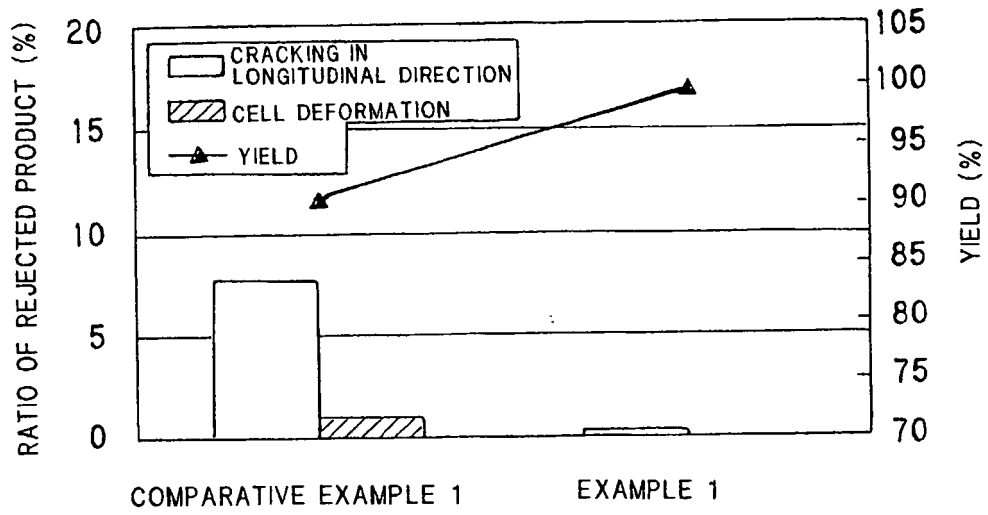 RATIO OF REJECTED PRODUCT (%)
20
15
10
5
0
CRACKING IN
LONGITUDINAL DIRECTION
CELL DEFORMATION
YIELD
105
100
95
90
85
80
75
70
YIELD (%)
COMPARATIVE EXAMPLE 1
EXAMPLE 1